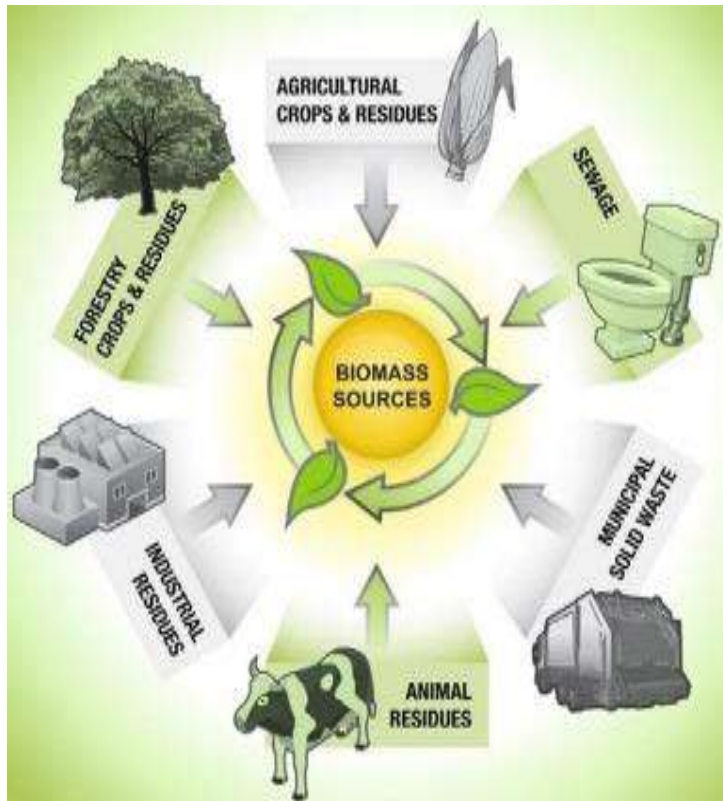 AGRICULTURAL
CROPS & RESIDUES
SEWAGE
FORESTRY
CROPS & RESIDUES
BIOMASS
SOURCES
MUNICIPAL
SOLID WASTE
INDUSTRIAL
RESIDUES
ANIMAL
RESIDUES